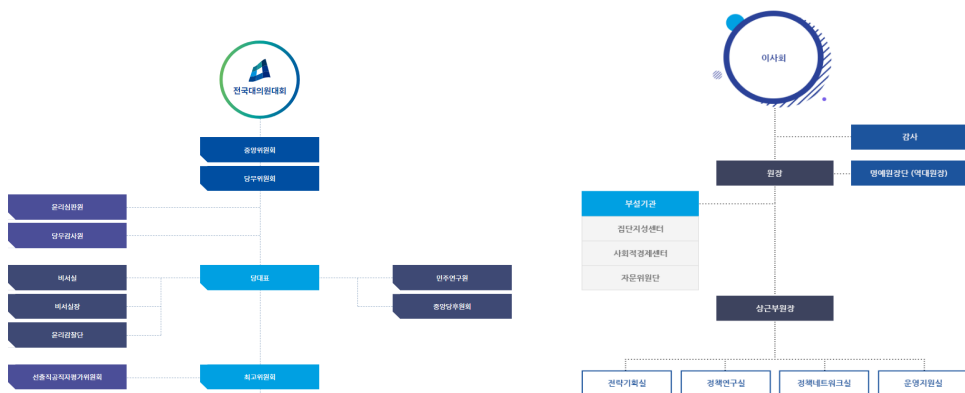 전국대의원대회
중앙위원회
당무위원회
윤리심판원
당무감사원
비서실
당대표
민주연구원
비서실장
중앙당후원회
윤리감찰단
선출직공직자평가위원회
최고위원회
이사회
감사
원장
명예원장단 (역대원장)
부설기관
집단지성센터
사회적경제센터
자문위원단
상근부원장
전략기획실
정책연구실
정책네트워크실
운영지원실